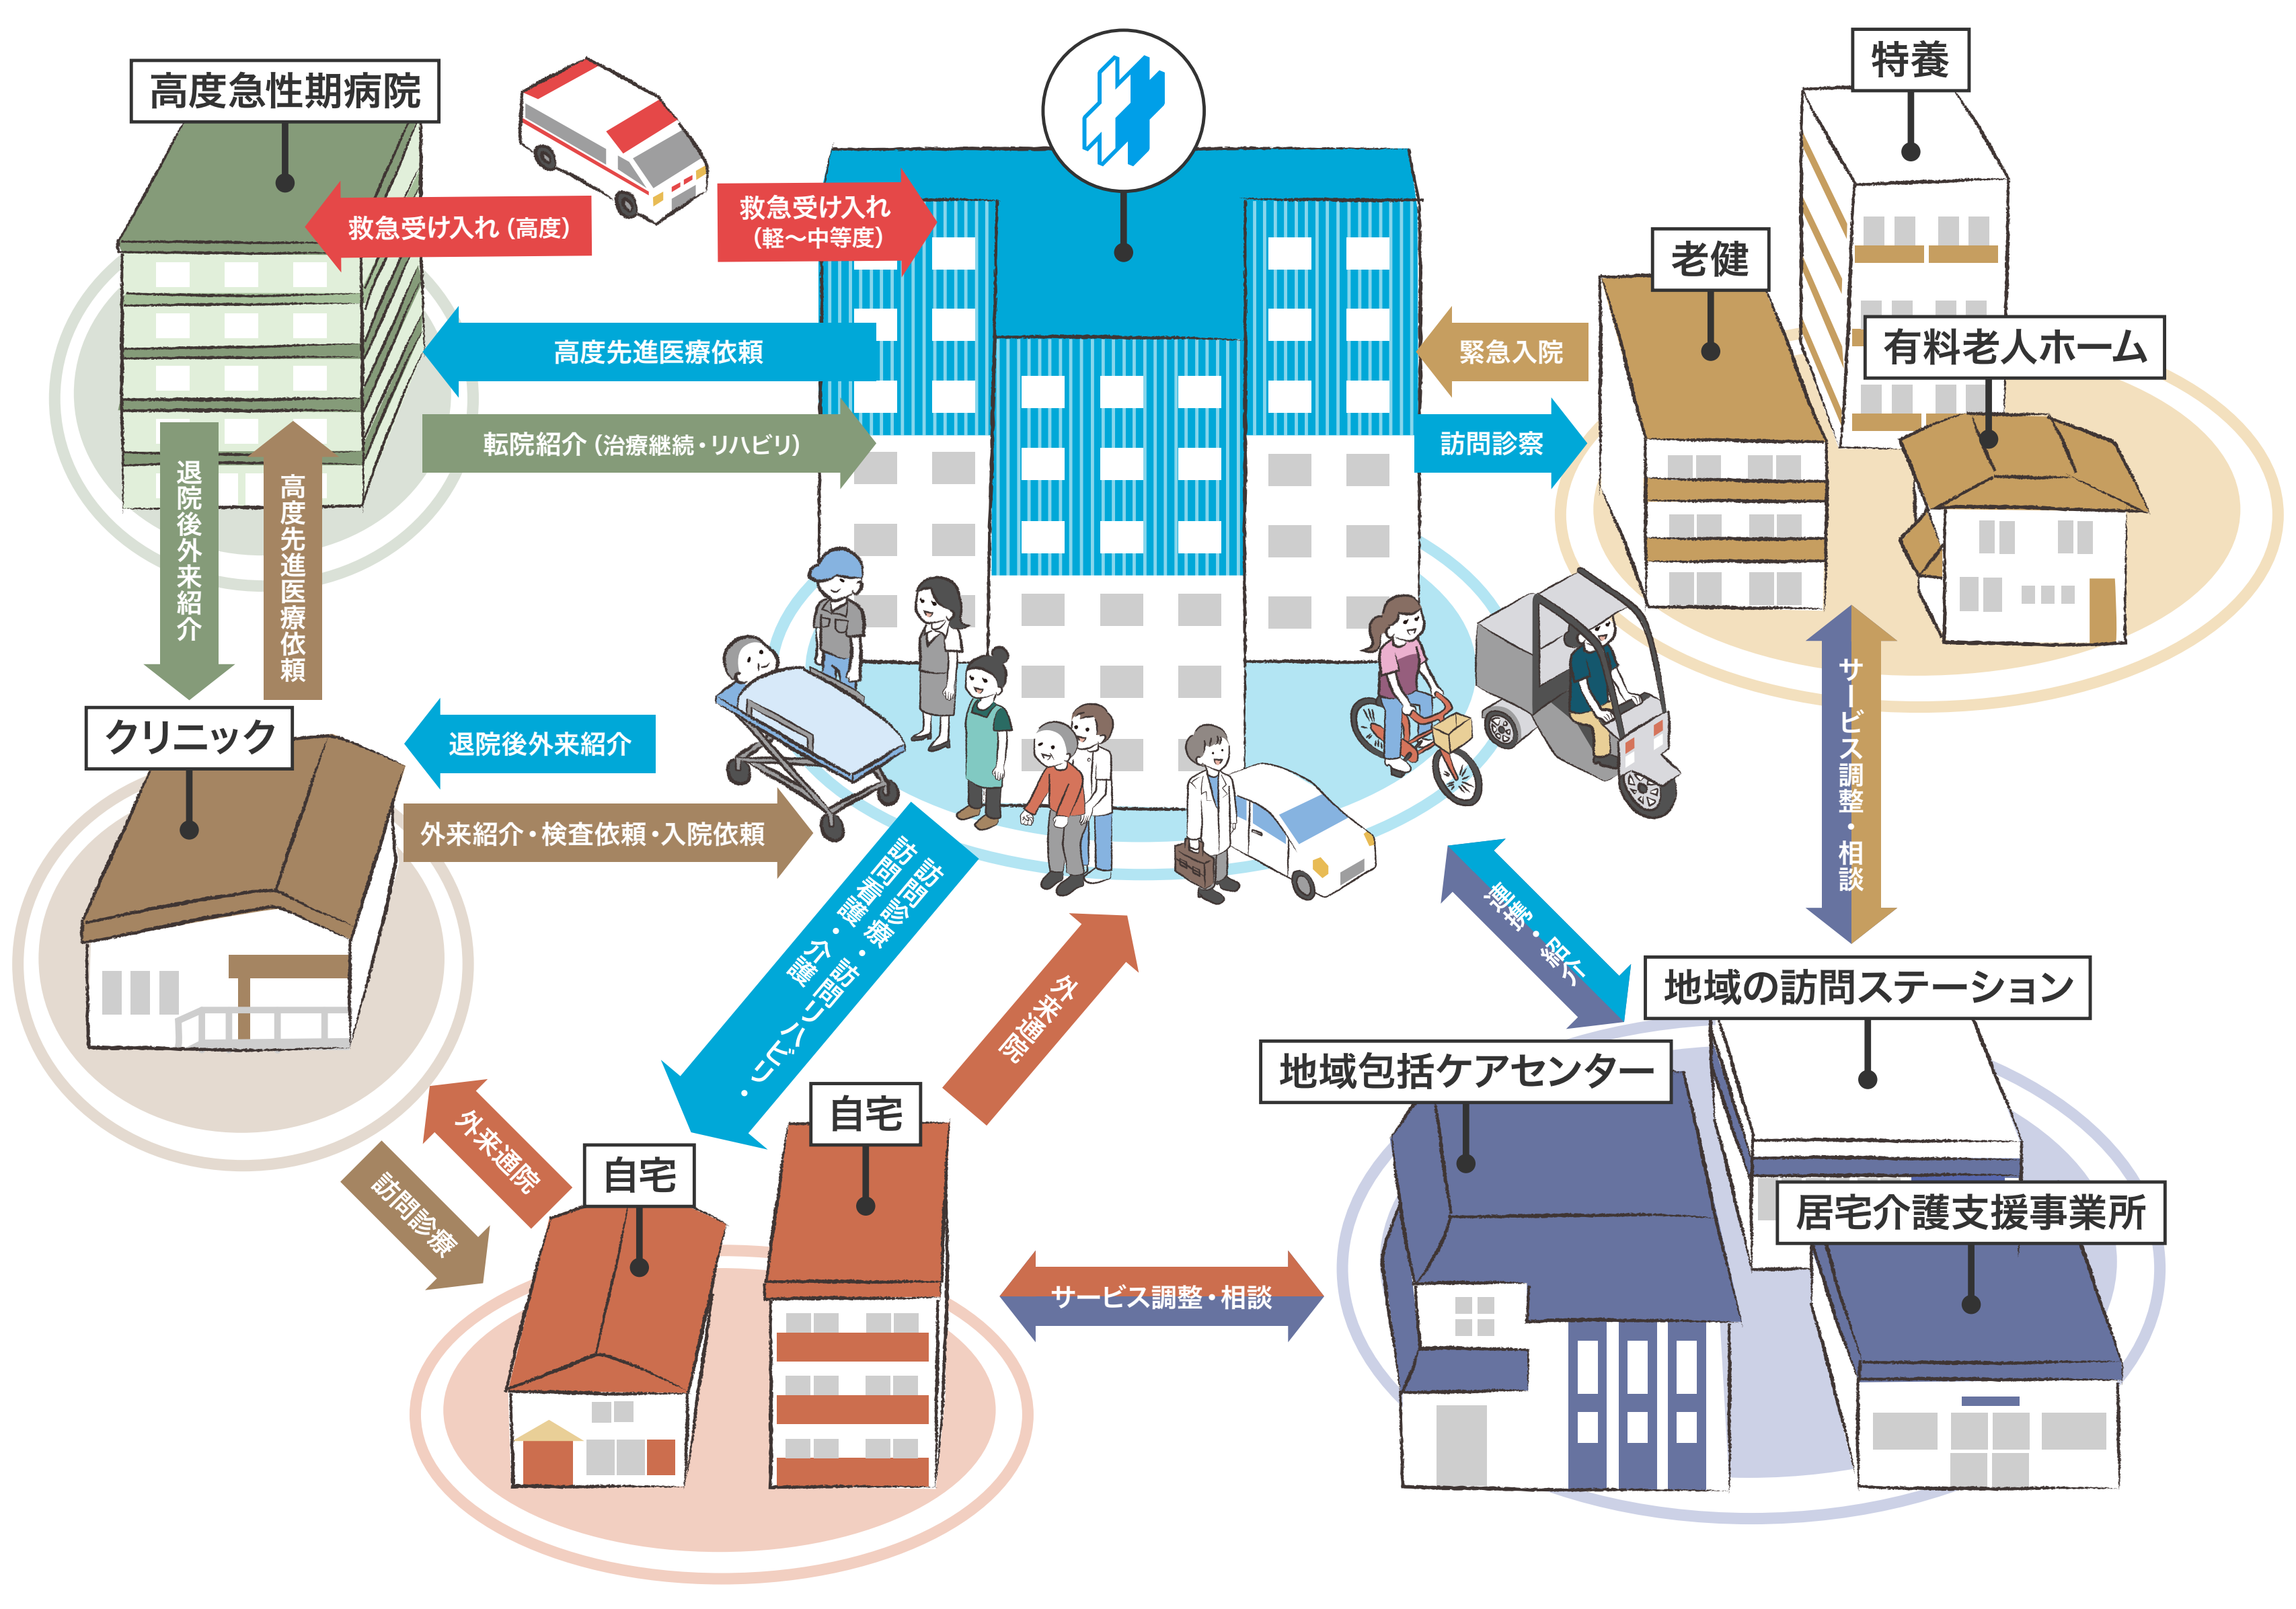 高度急性期病院
特養
老健
有料老人ホーム
救急受け入れ（高度）
救急受け入れ
（軽〜中等度）
高度先進医療依頼
転院紹介（治療継続・リハビリ）
緊急入院
訪問診察
退院後外来紹介
高度先進医療依頼
クリニック
退院後外来紹介
外来紹介・検査依頼・入院依頼
訪問診療・訪問リハビリ・
訪問看護・介護
外来通院
連携・紹介
サービス調整・相談
地域の訪問ステーション
地域包括ケアセンター
居宅介護支援事業所
外来通院
訪問診療
自宅
自宅
サービス調整・相談